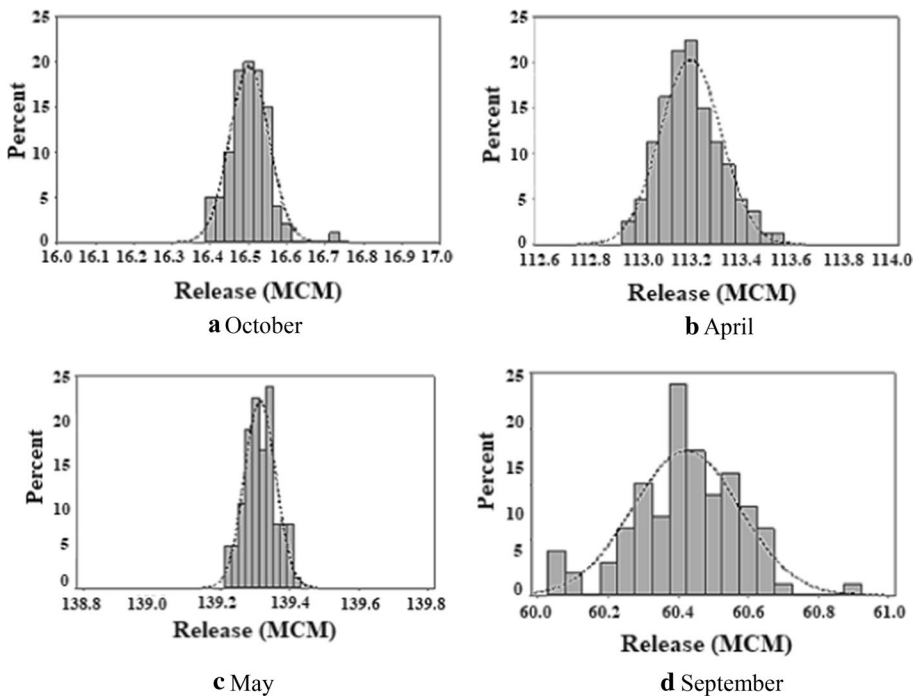 25
20
15
10
5
0
Percent
16.0 16.1 16.2 16.3 16.4 16.5 16.6 16.7 16.8 16.9 17.0
Release (MCM)
a October
25
20
15
10
5
0
Percent
112.6 112.8 113.0 113.2 113.4 113.6 113.8 114.0
Release (MCM)
b April
25
20
15
10
5
0
Percent
138.8 139.0 139.2 139.4 139.6 139.8
Release (MCM)
c May
25
20
15
10
5
0
Percent
60.0 60.2 60.4 60.6 60.8 61.0
Release (MCM)
d September